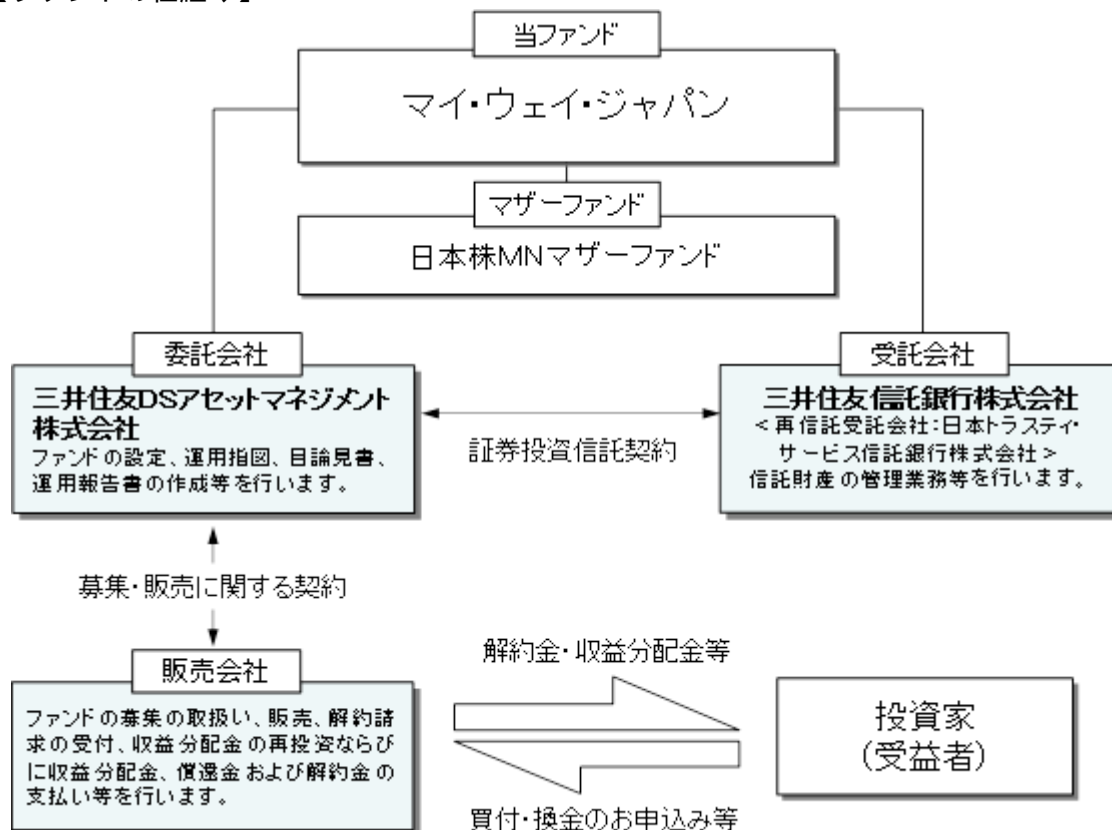 当ファンド
マイ・ウェイ・ジャパン
マザーファンド
日本株MNマザーファンド
委託会社
三井住友DSアセットマネジメント
株式会社
ファンドの設定、運用指図、目論見書、
運用報告書の作成等を行います。
証券投資信託契約
受託会社
三井住友信託銀行株式会社
<再信託受託会社:日本トラスティ・
サービス信託銀行株式会社>
信託財産の管理業務等を行います。
募集・販売に関する契約
販売会社
ファンドの募集の取扱い、販売、解約請
求の受付、収益分配金の再投資ならび
に収益分配金、償還金および解約金の
支払い等を行います。
解約金・収益分配金等
買付・換金のお申込み等
投資家
(受益者)